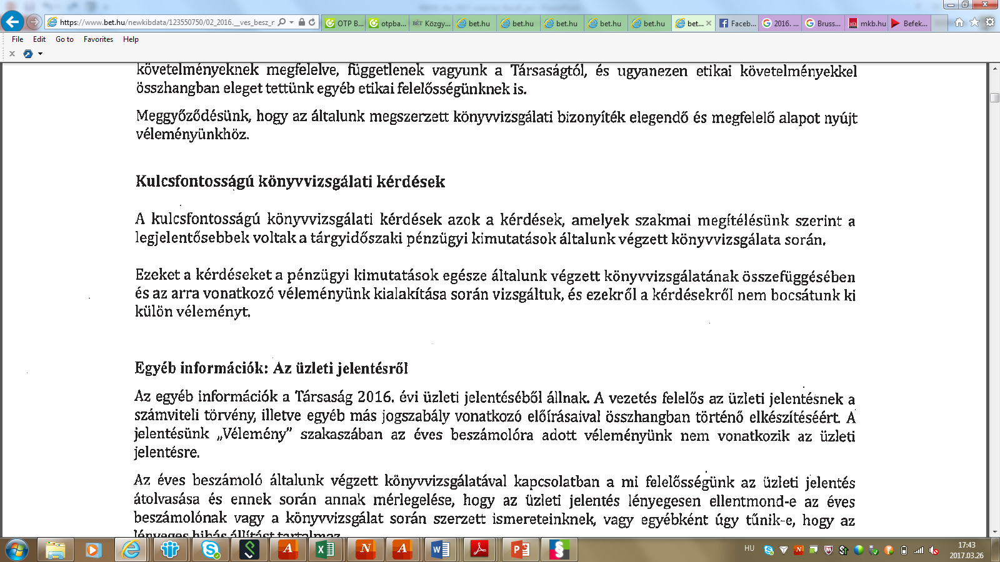 https://www.bet.hu/newkibdata/123550750/02_2016.__ves_besz_r
OTP B...
otpba...
BÉT Közgy...
bet.hu
bet.hu
bet.hu
bet.hu
bet.hu
bet...
Faceb...
2016. ...
Bruss...
mkb.hu
Befek...
File Edit Go to Favorites Help
követelményeknek megfelelve, függetlenek vagyunk a Társaságtól, és ugyanezen etikai követelményekkel
összhangban eleget tettünk egyéb etikai felelősségünknek is.
Meggyőződésünk, hogy az általunk megszerzett könyvvizsgálati bizonyíték elegendő és megfelelő alapot nyújt
véleményünkhöz.
Kulcsfontosságú könyvvizsgálati kérdések
A kulcsfontosságú könyvvizsgálati kérdések azok a kérdések, amelyek szakmai megítélésünk szerint a
legjelentősebbek voltak a tárgyidőszaki pénzügyi kimutatások általunk végzett könyvvizsgálata során.
Ezeket a kérdéseket a pénzügyi kimutatások egésze általunk végzett könyvvizsgálatának összefüggésében
és az arra vonatkozó véleményünk kialakítása során vizsgáltuk, és ezekről a kérdésekről nem bocsátunk ki
külön véleményt.
Egyéb információk: Az üzleti jelentésről
Az egyéb információk a Társaság 2016. évi üzleti jelentéséből állnak. A vezetés felelős az üzleti jelentésnek a
számviteli törvény, illetve egyéb más jogszabály vonatkozó előírásaival összhangban történő elkészítéséért. A
jelentésünk „Vélemény” szakaszában az éves beszámolóra adott véleményünk nem vonatkozik az üzleti
jelentésre.
Az éves beszámoló általunk végzett könyvvizsgálatával kapcsolatban a mi felelősségünk az üzleti jelentés
átolvasása és ennek során annak mérlegelése, hogy az üzleti jelentés lényegesen ellentmond-e az éves
beszámolónak vagy a könyvvizsgálat során szerzett ismereteinknek, vagy egyébként úgy tűnik-e, hogy az
lényeges hibás állítást tartalmaz
HU
17:43
2017.03.26